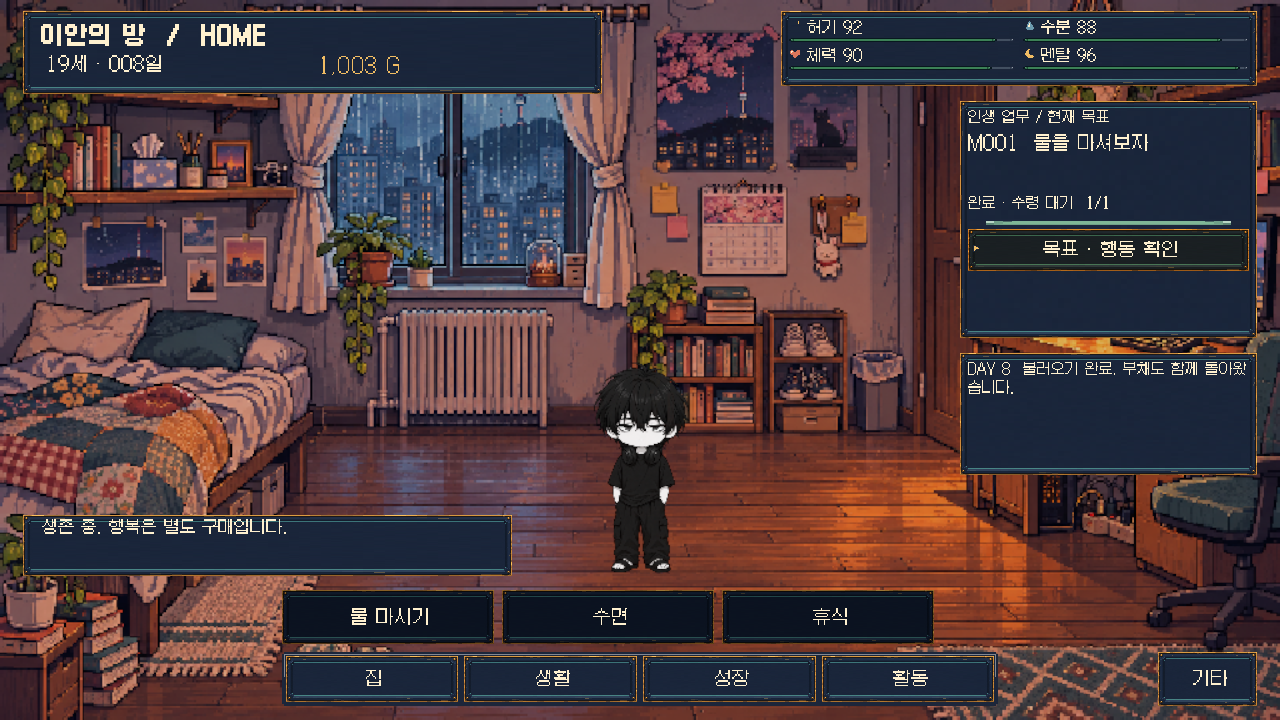 이안의 방 / HOME
19세 · 008일
1,003 G
허기 92
수분 88
체력 90
멘탈 96
인생 업무 / 현재 목표
M001 물을 마셔보자
완료 · 수령 대기 1/1
목표 · 행동 확인
DAY 8 불러오기 완료. 부채도 함께 돌아왔
습니다.
생존 중. 행복은 별도 구매입니다.
물 마시기
수면
휴식
집
생활
성장
활동
기타